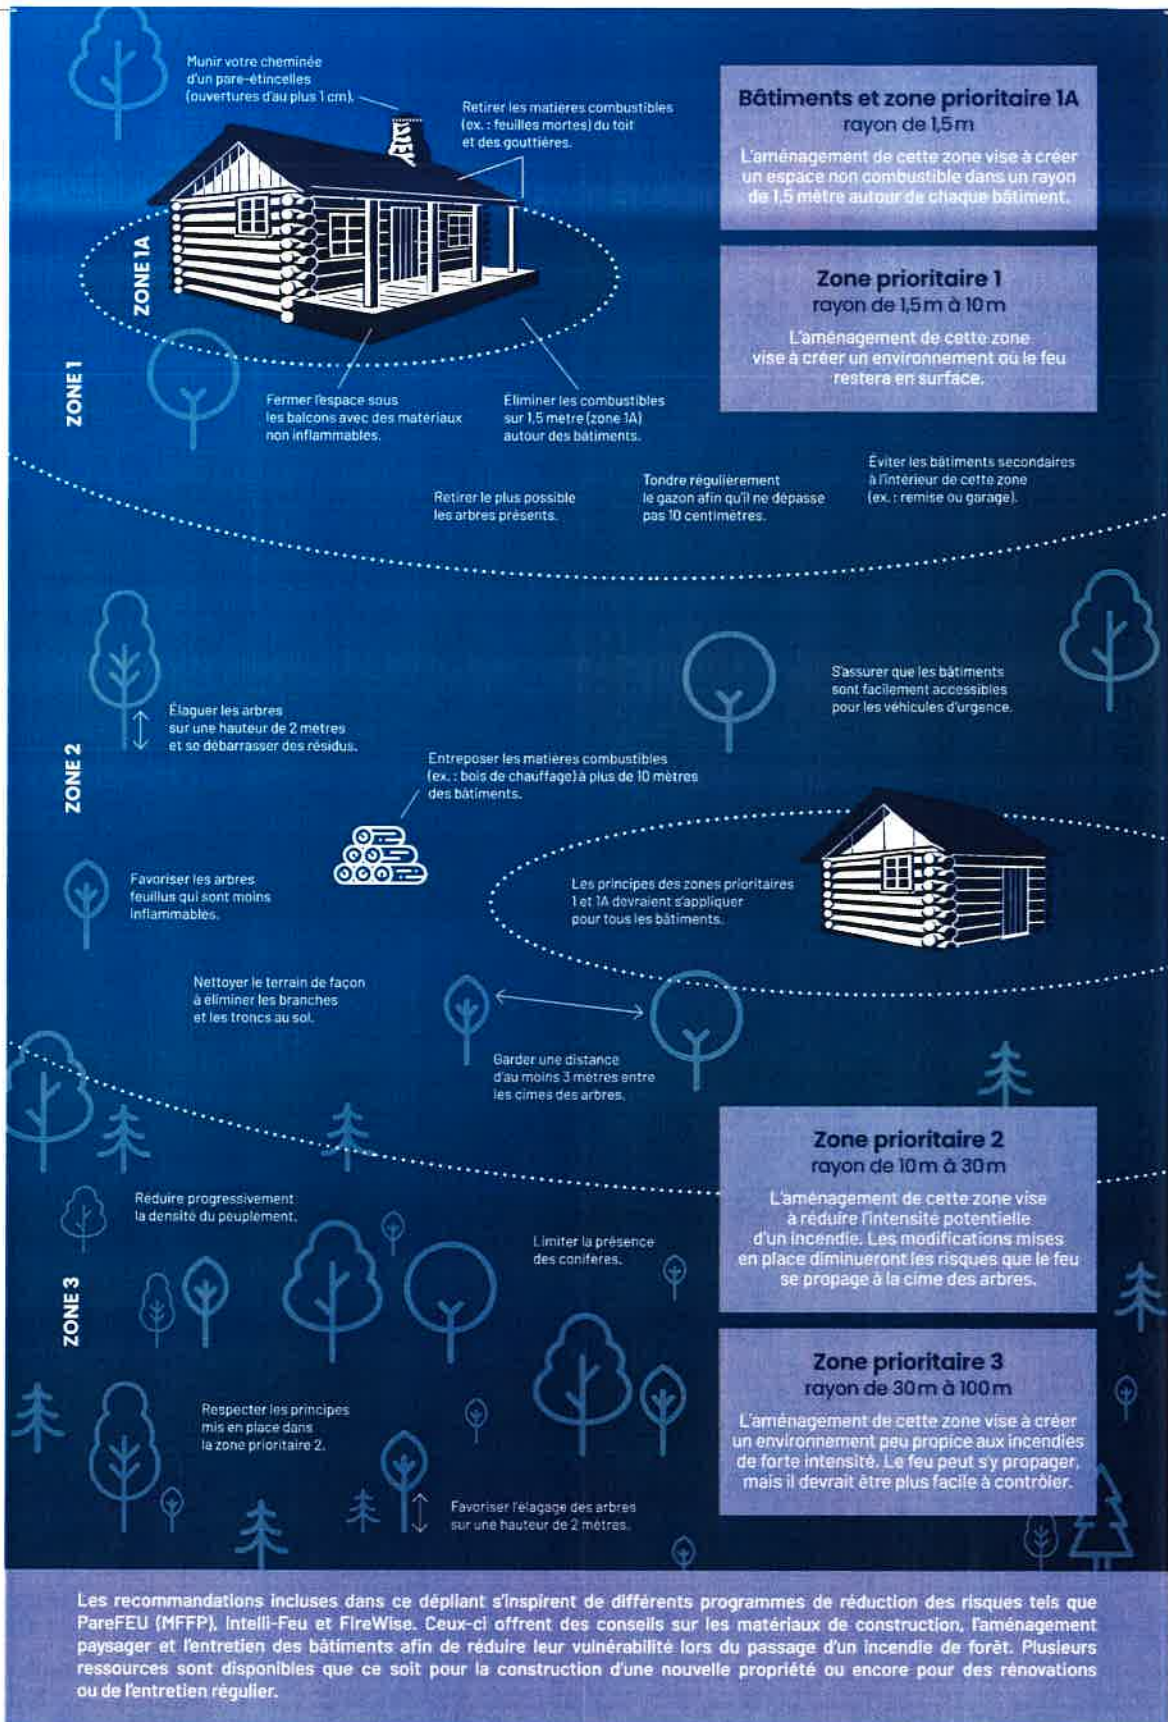 Munir votre cheminée
d'un pare-étincelles
(ouvertures d'au plus 1 cm).
Retirer les matières combustibles
(ex. : feuilles mortes) du toit
et des gouttières.
Bâtiments et zone prioritaire 1A
rayon de 1,5 m
L'aménagement de cette zone vise à créer
un espace non combustible dans un rayon
de 1,5 mètre autour de chaque bâtiment.
ZONE 1A
Zone prioritaire 1
rayon de 1,5 m à 10 m
L'aménagement de cette zone
vise à créer un environnement où le feu
restera en surface.
ZONE 1
Fermer l'espace sous
les balcons avec des matériaux
non inflammables.
Éliminer les combustibles
sur 1,5 mètre (zone 1A)
autour des bâtiments.
Retirer le plus possible
les arbres présents.
Tondre régulièrement
le gazon afin qu'il ne dépasse
pas 10 centimètres.
Éviter les bâtiments secondaires
à l'intérieur de cette zone
(ex. : remise ou garage).
S'assurer que les bâtiments
sont facilement accessibles
pour les véhicules d'urgence.
Élaguer les arbres
sur une hauteur de 2 mètres
et se débarrasser des résidus.
ZONE 2
Entreposer les matières combustibles
(ex. : bois de chauffage) à plus de 10 mètres
des bâtiments.
Favoriser les arbres
feuillus qui sont moins
inflammables.
Les principes des zones prioritaires
1 et 1A devraient s'appliquer
pour tous les bâtiments.
Nettoyer le terrain de façon
à éliminer les branches
et les troncs au sol.
Garder une distance
d'au moins 3 mètres entre
les cimes des arbres.
Zone prioritaire 2
rayon de 10 m à 30 m
L'aménagement de cette zone vise
à réduire l'intensité potentielle
d'un incendie. Les modifications mises
en place diminueront les risques que le feu
se propage à la cime des arbres.
Réduire progressivement
la densité du peuplement.
Limiter la présence
des conifères.
ZONE 3
Zone prioritaire 3
rayon de 30 m à 100 m
L'aménagement de cette zone vise à créer
un environnement peu propice aux incendies
de forte intensité. Le feu peut s'y propager,
mais il devrait être plus facile à contrôler.
Respecter les principes
mis en place dans
la zone prioritaire 2.
Favoriser l'élagage des arbres
sur une hauteur de 2 mètres.
Les recommandations incluses dans ce dépliant s'inspirent de différents programmes de réduction des risques tels que
PareFEU (MFFP), Intelli-Feu et FireWise. Ceux-ci offrent des conseils sur les matériaux de construction, l'aménagement
paysager et l'entretien des bâtiments afin de réduire leur vulnérabilité lors du passage d'un incendie de forêt. Plusieurs
ressources sont disponibles que ce soit pour la construction d'une nouvelle propriété ou encore pour des rénovations
ou de l'entretien régulier.